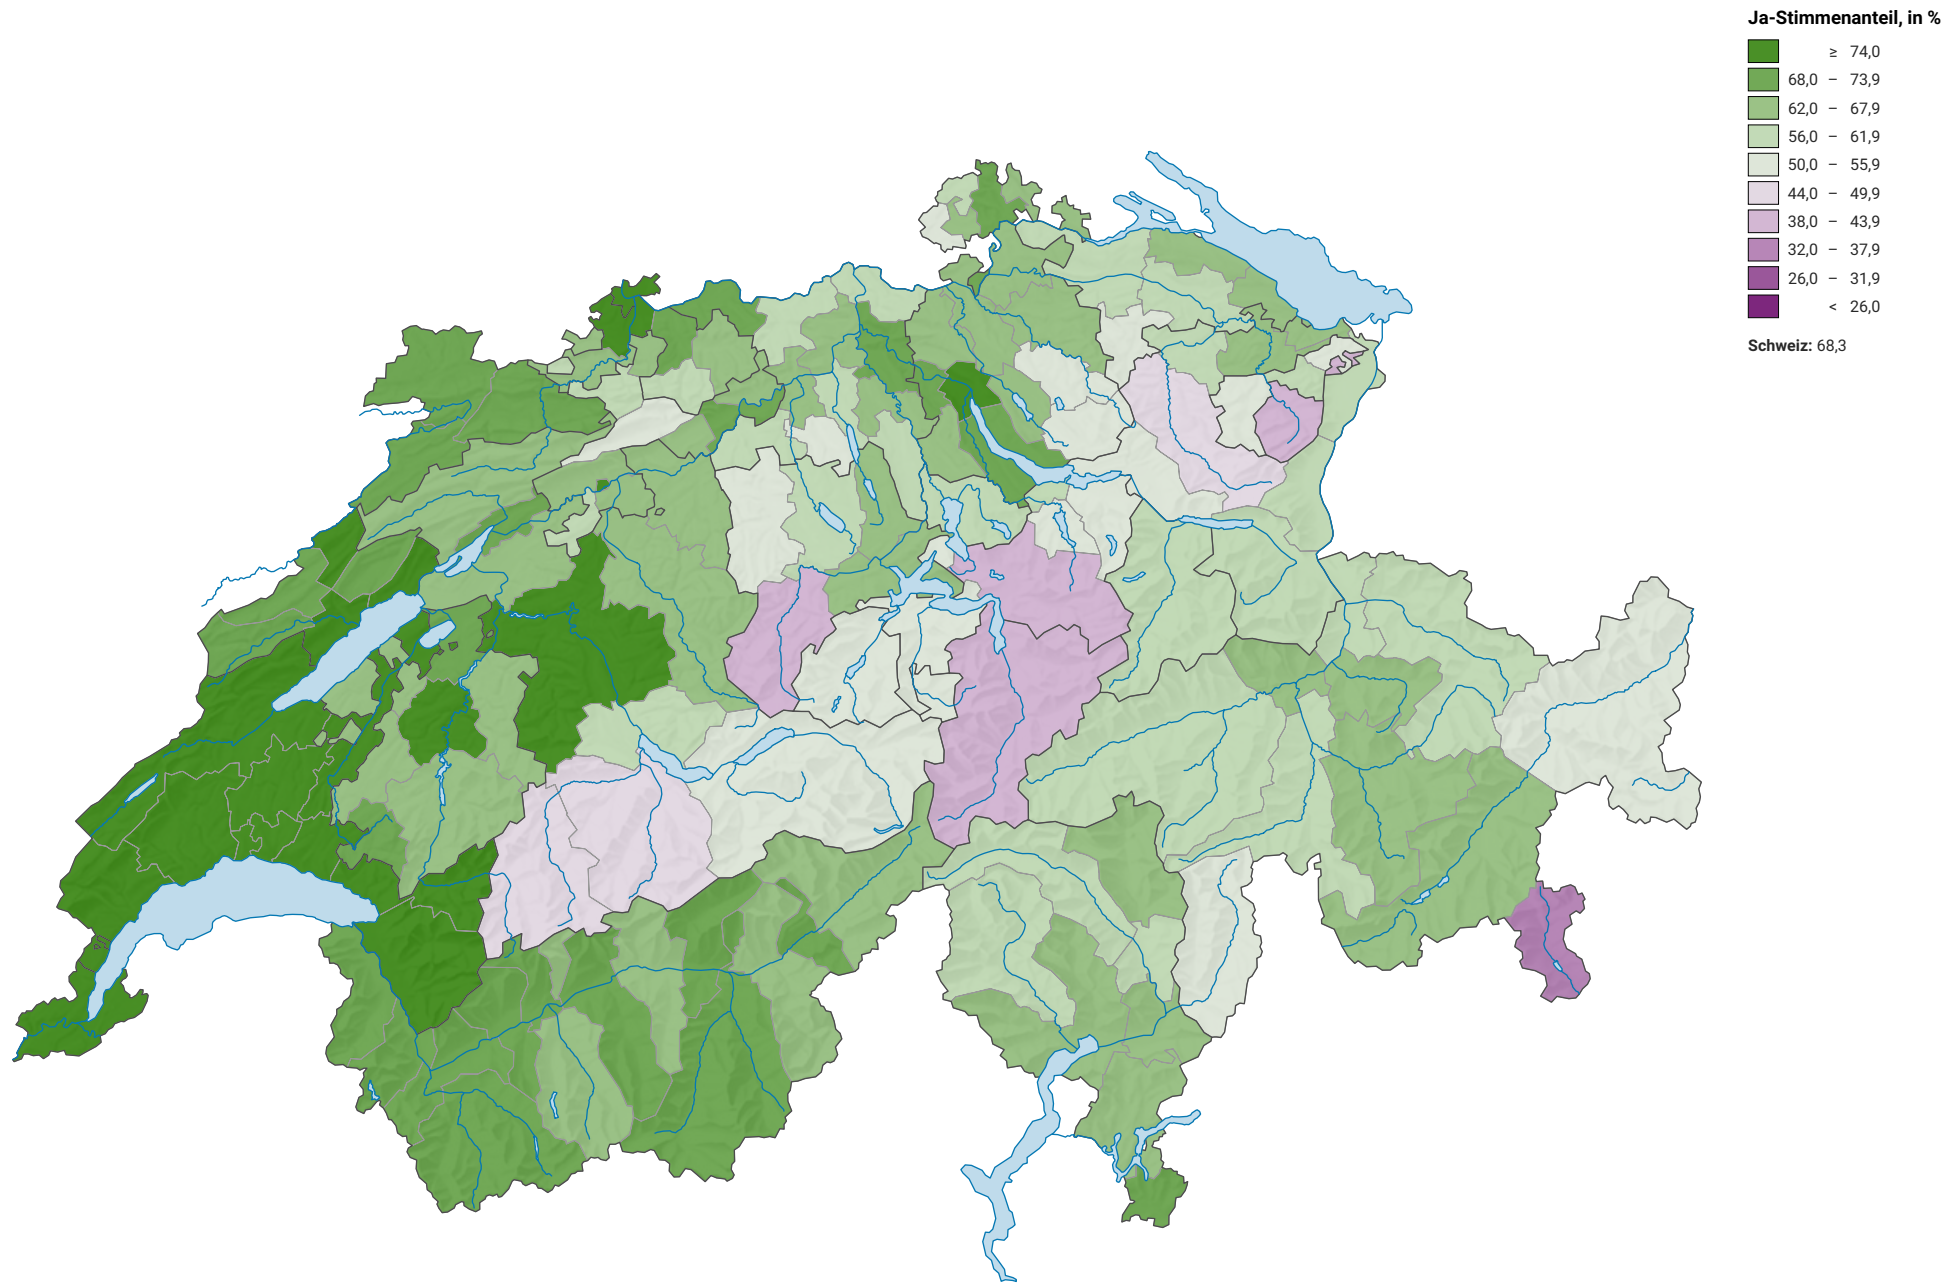 Ja-Stimmenanteil, in %
≥ 74,0
68,0 – 73,9
62,0 – 67,9
56,0 – 61,9
50,0 – 55,9
44,0 – 49,9
38,0 – 43,9
32,0 – 37,9
26,0 – 31,9
< 26,0
Schweiz: 68,3